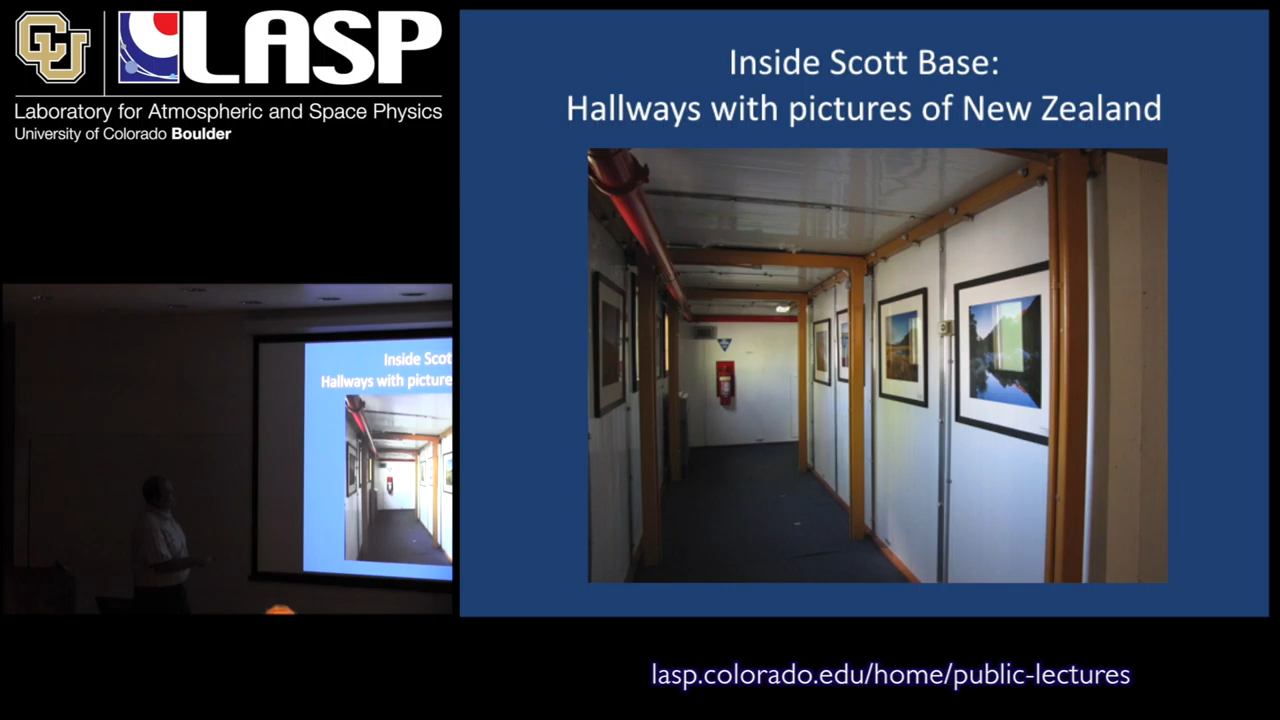 CU
LASP
Laboratory for Atmospheric and Space Physics
University of Colorado Boulder
Inside Scott Base:
Hallways with pictures of New Zealand
Inside Scot
Hallways with picture
lasp.colorado.edu/home/public-lectures